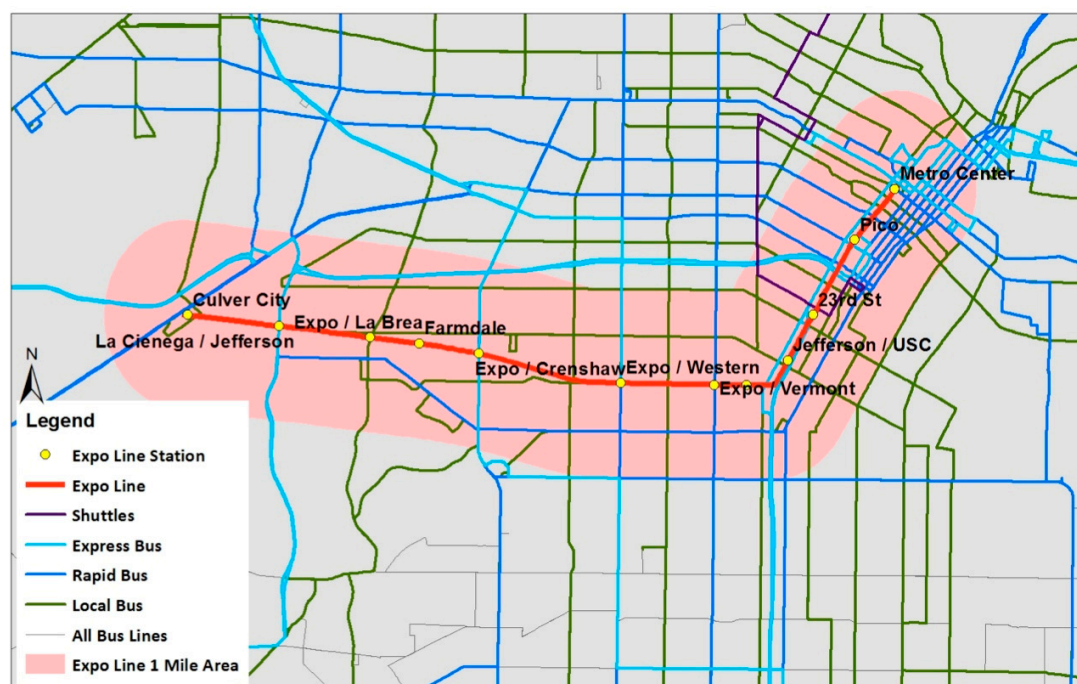 Metro Center
Pico
23rd St
Jefferson / USC
Culver City
Expo / La Brea
Farmdale
La Cienega / Jefferson
Expo / Crenshaw
Expo / Western
Expo / Vermont
N
Legend
Expo Line Station
Expo Line
Shuttles
Express Bus
Rapid Bus
Local Bus
All Bus Lines
Expo Line 1 Mile Area